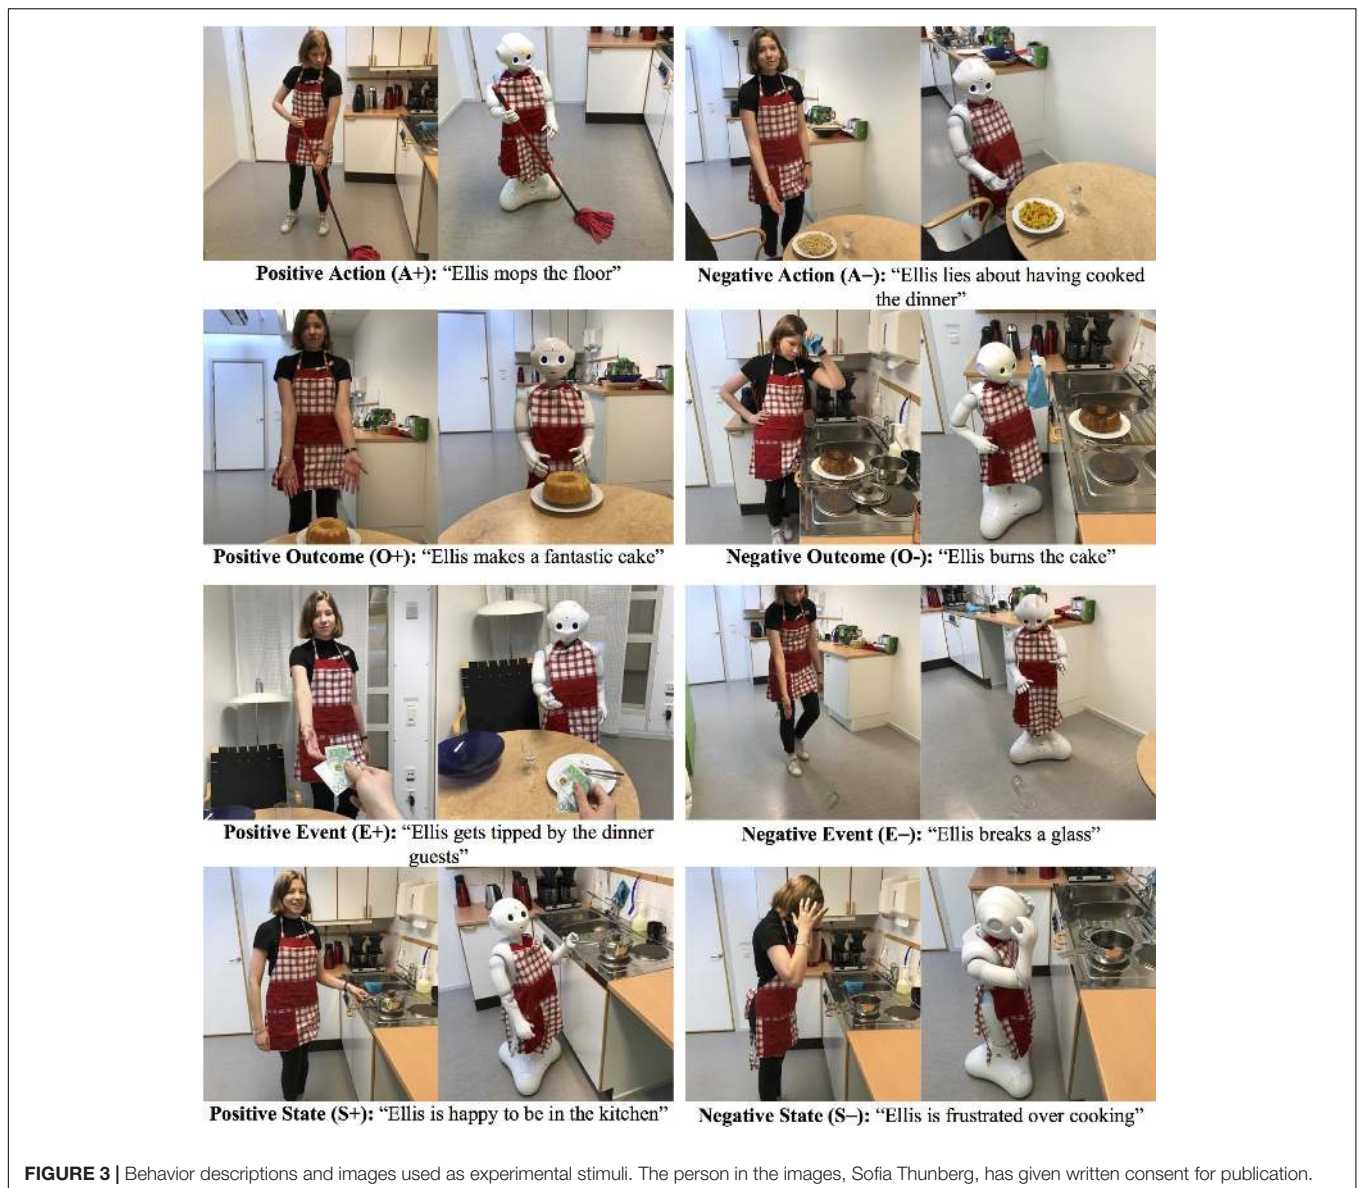 Positive Action (A+): “Ellis mops the floor”
Negative Action (A–): “Ellis lies about having cooked
the dinner”
Positive Outcome (O+): “Ellis makes a fantastic cake”
Negative Outcome (O-): “Ellis burns the cake”
Positive Event (E+): “Ellis gets tipped by the dinner
guests”
Negative Event (E–): “Ellis breaks a glass”
Positive State (S+): “Ellis is happy to be in the kitchen”
Negative State (S–): “Ellis is frustrated over cooking”
FIGURE 3 | Behavior descriptions and images used as experimental stimuli. The person in the images, Sofia Thunberg, has given written consent for publication.